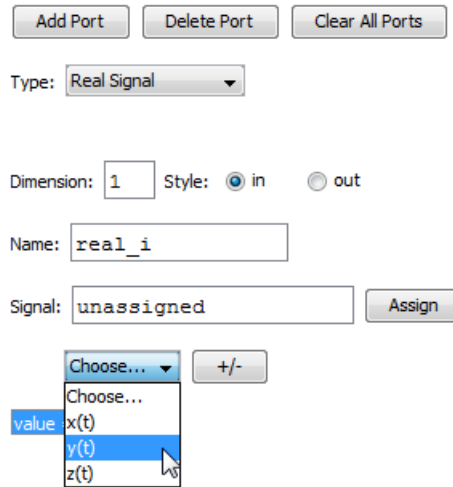 Add Port Delete Port Clear All Ports
Type: Real Signal
Dimension: 1 Style: in out
Name: real_i
Signal: unassigned Assign
Choose... +/-
Choose...
value x(t)
y(t)
z(t)